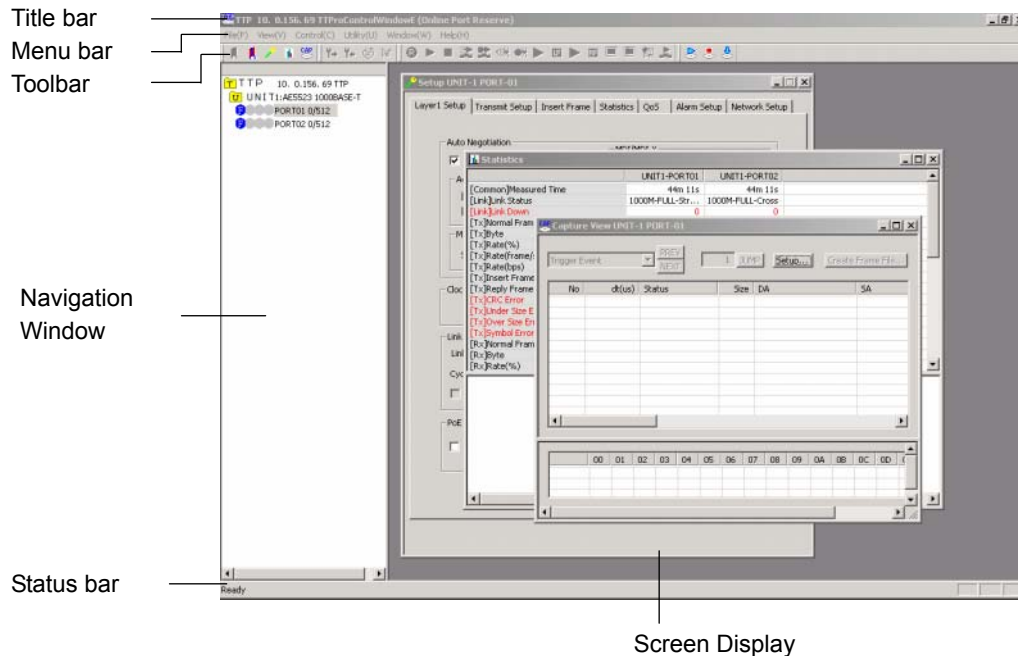 Title bar
Menu bar
Toolbar
Navigation
Window
Status bar
Screen Display
TTP 10. 0.156. 69 TTProControlWindowE (Online Port Reserve)
File(F) View(V) Control(C) Utility(U) Window(W) Help(H)
CAP
TTP 10. 0.156. 69 TTP
UNIT1:AE5523 1000BASE-T
PORT01 0/512
PORT02 0/512
Setup UNIT-1 PORT-01
Layer1 Setup Transmit Setup Insert Frame Statistics QoS Alarm Setup Network Setup
Auto Negotiation
Statistics
UNIT1-PORT01 UNIT1-PORT02
[Common]Measured Time 44m 11s 44m 11s
[Link]Link Status 1000M-FULL-Str... 1000M-FULL-Cross
[Link]Link Down 0 0
[Tx]Normal Fram
[Tx]Byte
[Tx]Rate(%)
[Tx]Rate(frame/
[Tx]Rate(bps)
[Tx]Insert Frame
[Tx]Reply Frame
[Tx]CRC Error
[Tx]Under Size E
[Tx]Over Size Err
[Tx]Symbol Error
[Rx]Normal Fram
[Rx]Byte
[Rx]Rate(%)
Cloc
Link
Lin
Cyc
PoE
Capture View UNIT-1 PORT-01
Trigger Event PREV NEXT 1 JUMP Setup... Create Frame File...
No dt(us) Status Size DA SA
00 01 02 03 04 05 06 07 08 09 0A 0B 0C 0D
Ready